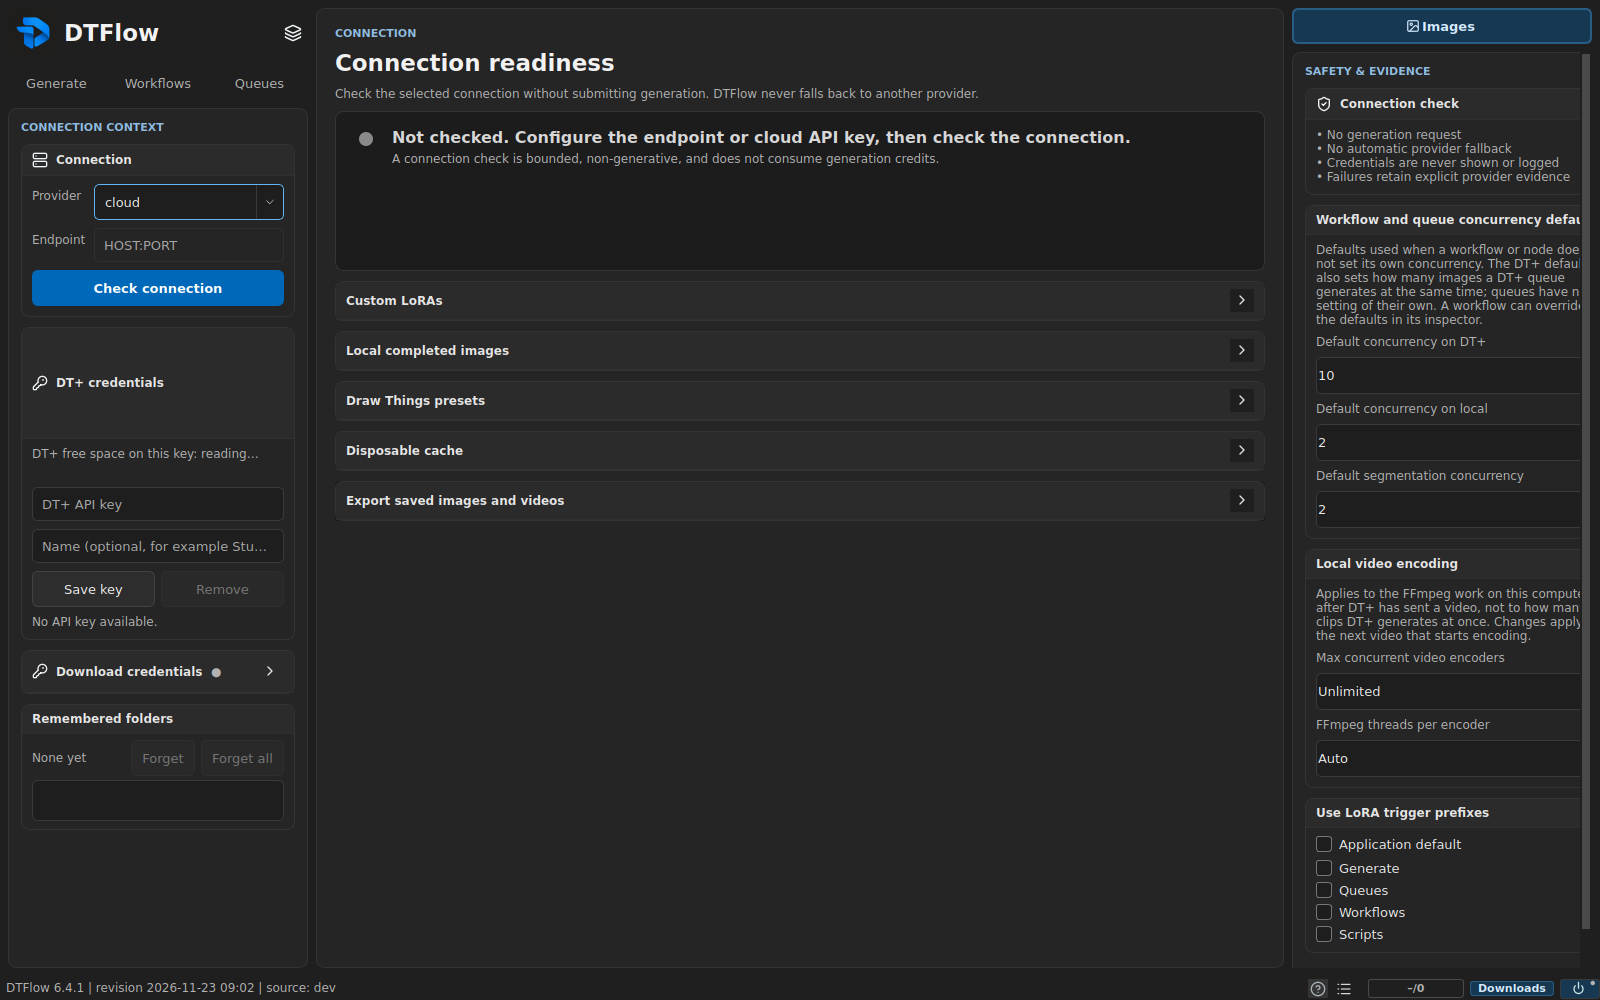 DTFlow
Generate
Workflows
Queues
CONNECTION CONTEXT
Connection
Provider
cloud
Endpoint
HOST:PORT
Check connection
DT+ credentials
DT+ free space on this key: reading…
DT+ API key
Name (optional, for example Stu…
Save key
Remove
No API key available.
Download credentials
Remembered folders
None yet
Forget
Forget all
CONNECTION
Connection readiness
Check the selected connection without submitting generation. DTFlow never falls back to another provider.
Not checked. Configure the endpoint or cloud API key, then check the connection.
A connection check is bounded, non-generative, and does not consume generation credits.
Custom LoRAs
Local completed images
Draw Things presets
Disposable cache
Export saved images and videos
Images
SAFETY & EVIDENCE
Connection check
• No generation request
• No automatic provider fallback
• Credentials are never shown or logged
• Failures retain explicit provider evidence
Workflow and queue concurrency defau
Defaults used when a workflow or node doe
not set its own concurrency. The DT+ defaul
also sets how many images a DT+ queue
generates at the same time; queues have n
setting of their own. A workflow can override
the defaults in its inspector.
Default concurrency on DT+
10
Default concurrency on local
2
Default segmentation concurrency
2
Local video encoding
Applies to the FFmpeg work on this compute
after DT+ has sent a video, not to how man
clips DT+ generates at once. Changes apply
the next video that starts encoding.
Max concurrent video encoders
Unlimited
FFmpeg threads per encoder
Auto
Use LoRA trigger prefixes
Application default
Generate
Queues
Workflows
Scripts
DTFlow 6.4.1 | revision 2026-11-23 09:02 | source: dev
–/0
Downloads